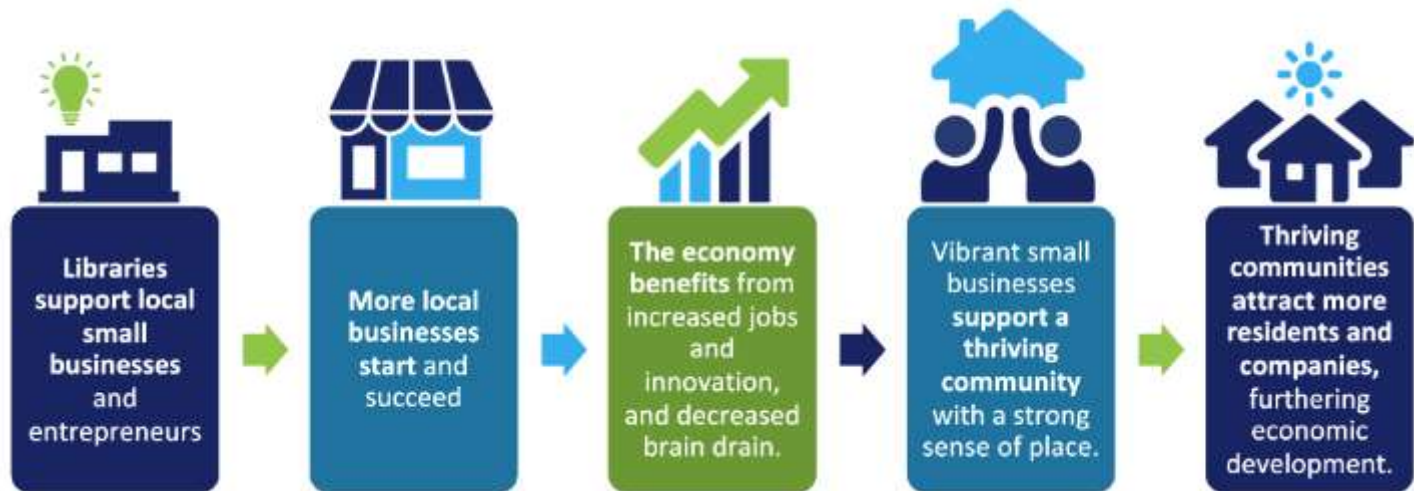 Libraries
support local
small
businesses
and
entrepreneurs
More local
businesses
start and
succeed
The economy
benefits from
increased jobs
and
innovation,
and decreased
brain drain.
Vibrant small
businesses
support a
thriving
community
with a strong
sense of place.
Thriving
communities
attract more
residents and
companies,
furthering
economic
development.